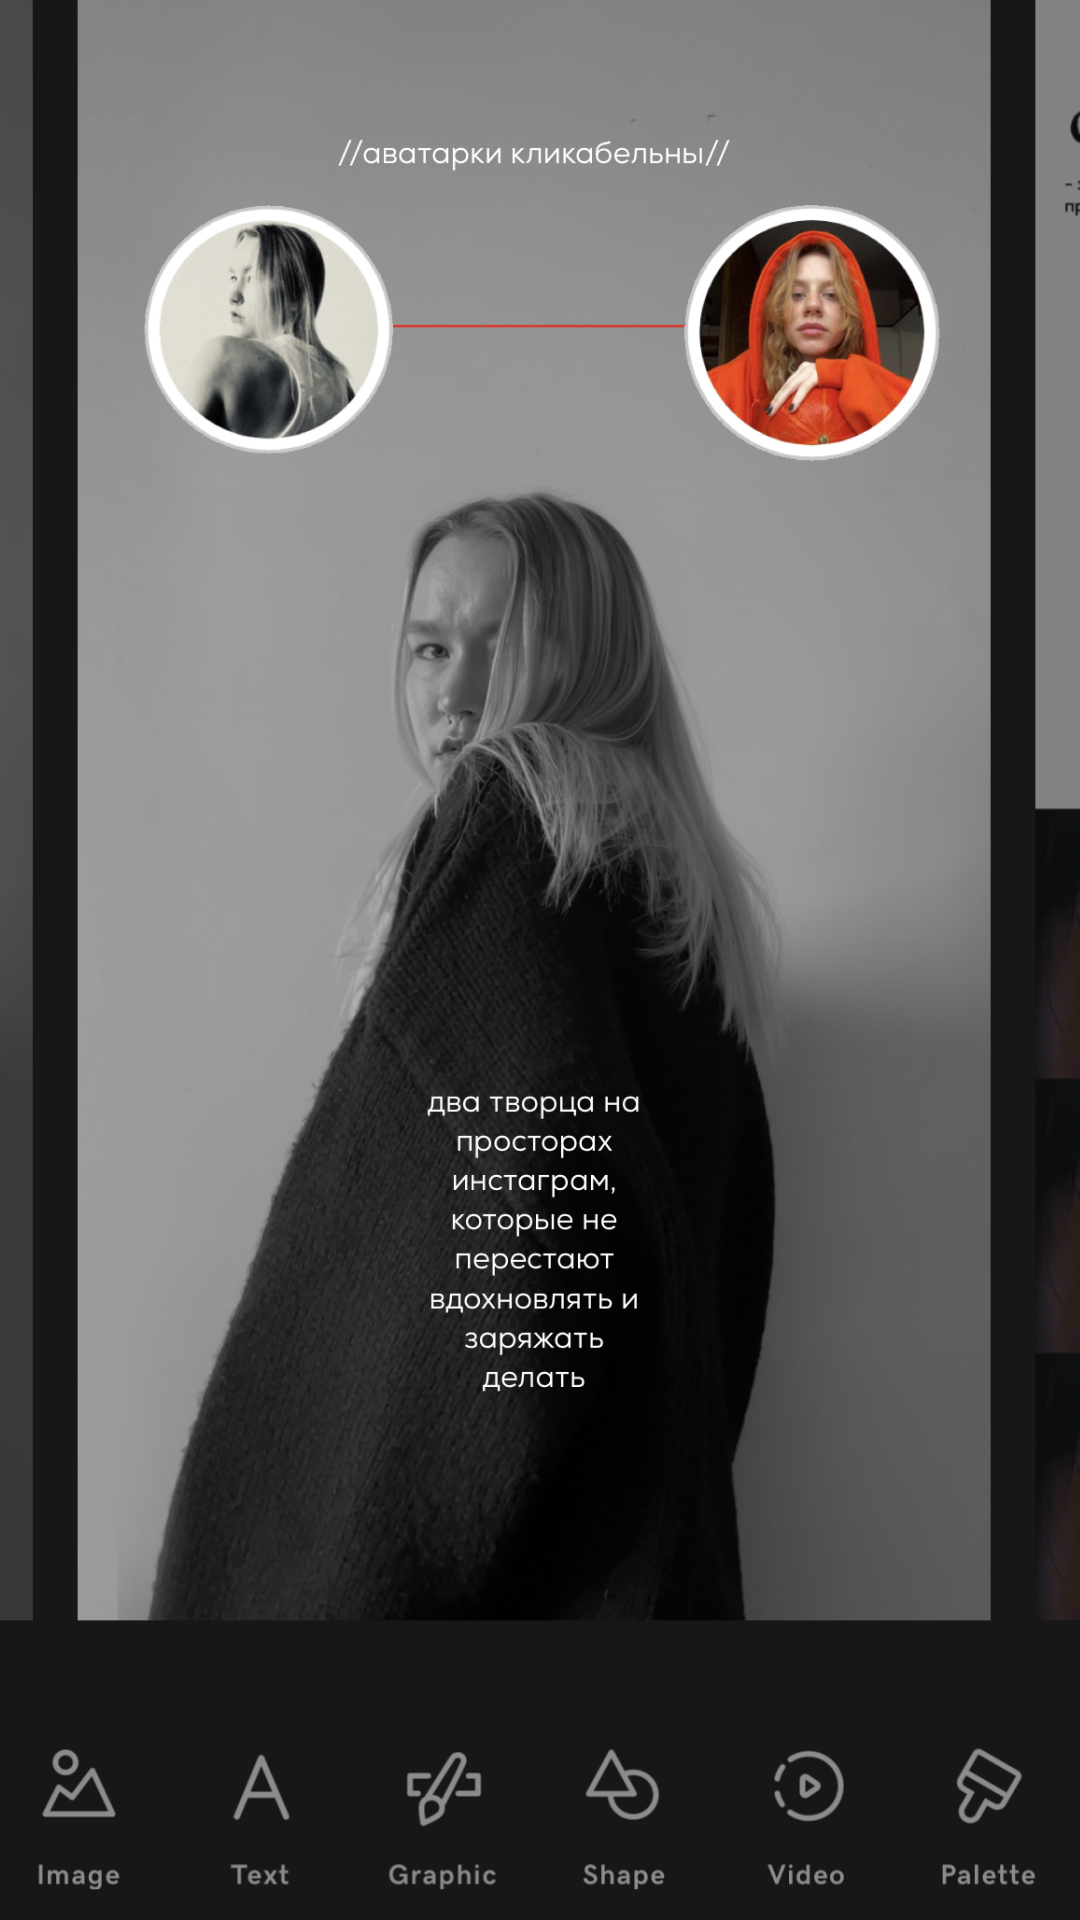 //аватарки кликабельны//
два творца на
просторах
инстаграм,
которые не
перестают
вдохновлять и
заряжать
делать
Image Text Graphic Shape Video Palette